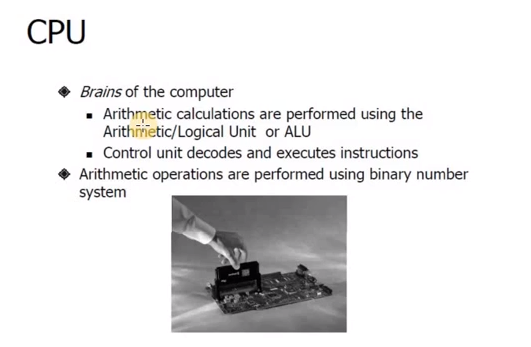 CPU
Brains of the computer
Arithmetic calculations are performed using the
Arithmetic/Logical Unit or ALU
Control unit decodes and executes instructions
Arithmetic operations are performed using binary number
system